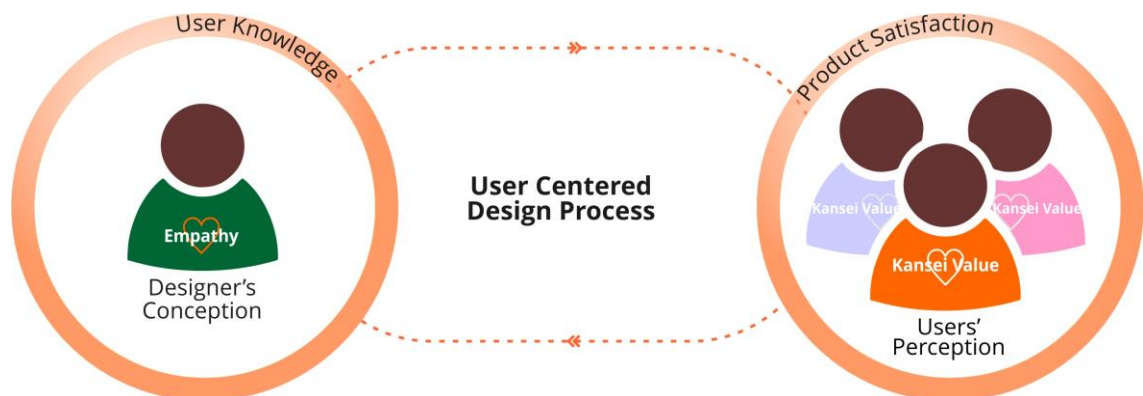 User Knowledge
Empathy
Designer's
Conception
User Centered
Design Process
Product Satisfaction
Kansei Value
Kansei Value
Kansei Value
Users'
Perception